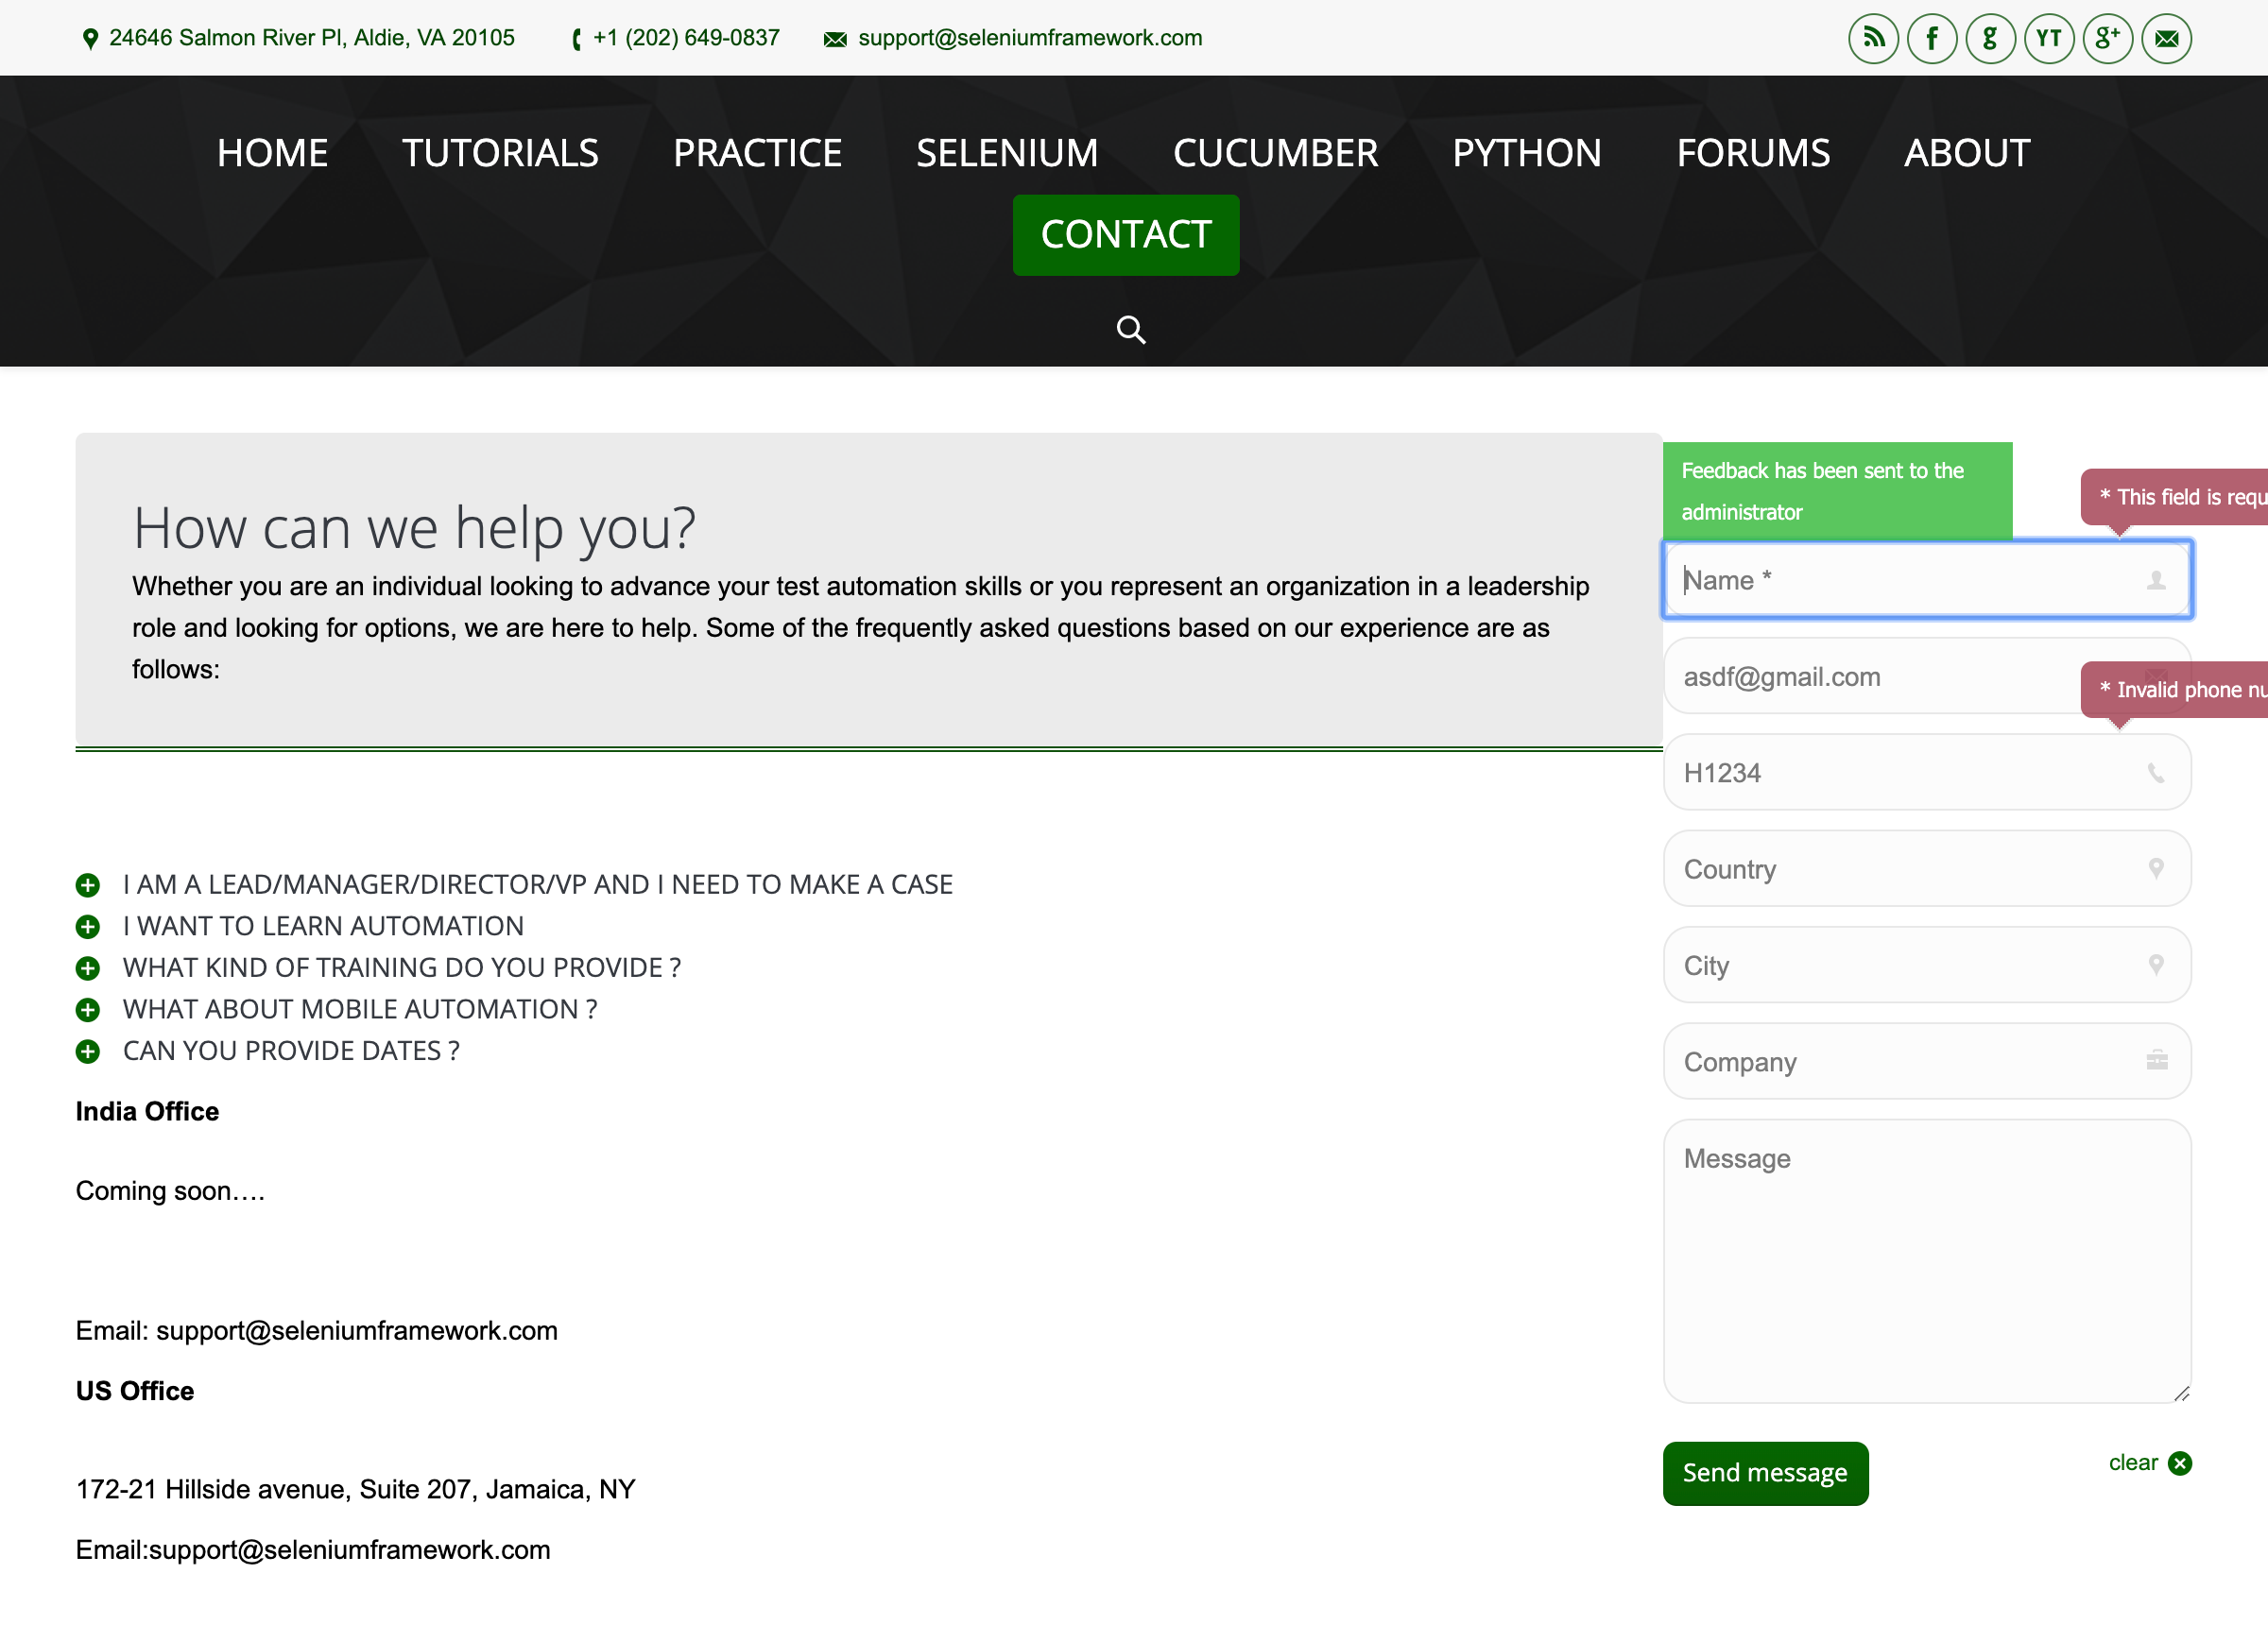 24646 Salmon River Pl, Aldie, VA 20105
+1 (202) 649-0837
support@seleniumframework.com
f
g
YT
g+
HOME
TUTORIALS
PRACTICE
SELENIUM
CUCUMBER
PYTHON
FORUMS
ABOUT
CONTACT
How can we help you?
Whether you are an individual looking to advance your test automation skills or you represent an organization in a leadership
role and looking for options, we are here to help. Some of the frequently asked questions based on our experience are as
follows:
I AM A LEAD/MANAGER/DIRECTOR/VP AND I NEED TO MAKE A CASE
I WANT TO LEARN AUTOMATION
WHAT KIND OF TRAINING DO YOU PROVIDE ?
WHAT ABOUT MOBILE AUTOMATION ?
CAN YOU PROVIDE DATES ?
India Office
Coming soon....
Email: support@seleniumframework.com
US Office
172-21 Hillside avenue, Suite 207, Jamaica, NY
Email:support@seleniumframework.com
Feedback has been sent to the
administrator
* This field is requ
Name *
asdf@gmail.com
* Invalid phone nu
H1234
Country
City
Company
Message
Send message
clear